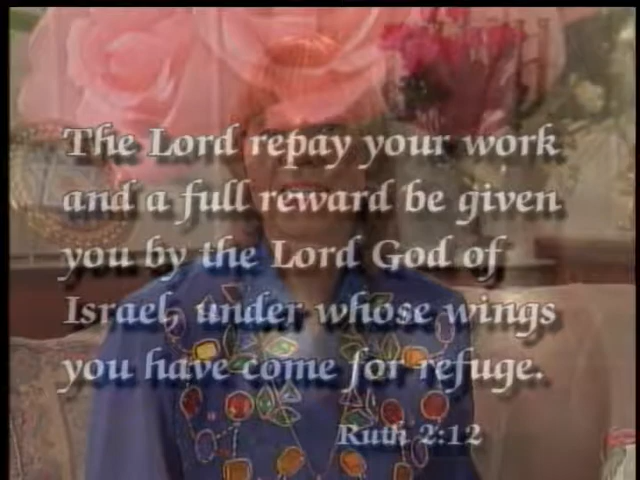 The Lord repay your work
and a full reward be given
you by the Lord God of
Israel, under whose wings
you have come for refuge.
Ruth 2:12